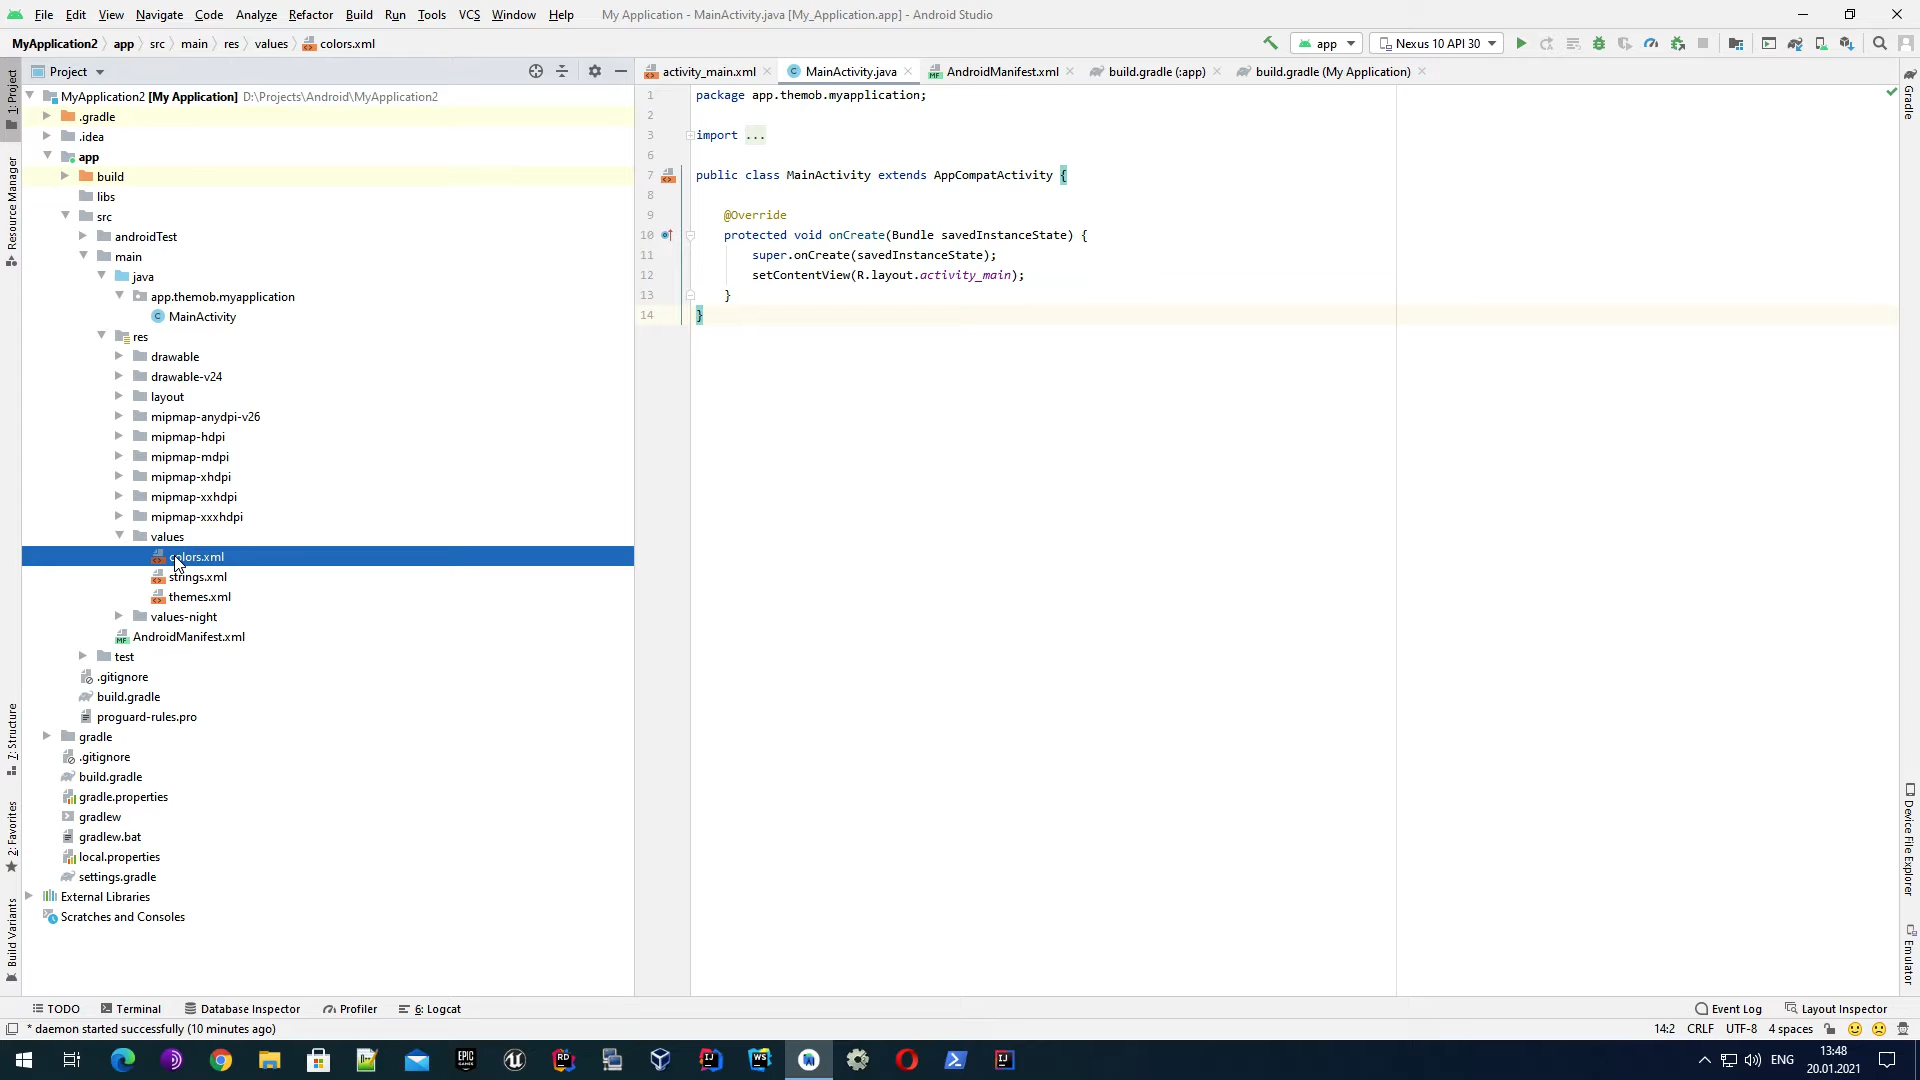 File Edit View Navigate Code Analyze Refactor Build Run Tools VCS Window Help My Application - MainActivity.java [My_Application.app] - Android Studio
MyApplication2 app src main res values colors.xml app Nexus 10 API 30
Project activity_main.xml MainActivity.java AndroidManifest.xml build.gradle (:app) build.gradle (My Application)
1: Project
Resource Manager
7: Structure
2: Favorites
Build Variants
MyApplication2 [My Application] D:\Projects\Android\MyApplication2
.gradle
.idea
app
build
libs
src
androidTest
main
java
app.themob.myapplication
MainActivity
res
drawable
drawable-v24
layout
mipmap-anydpi-v26
mipmap-hdpi
mipmap-mdpi
mipmap-xhdpi
mipmap-xxhdpi
mipmap-xxxhdpi
values
colors.xml
strings.xml
themes.xml
values-night
AndroidManifest.xml
test
.gitignore
build.gradle
proguard-rules.pro
gradle
.gitignore
build.gradle
gradle.properties
gradlew
gradlew.bat
local.properties
settings.gradle
External Libraries
Scratches and Consoles
1 package app.themob.myapplication;
2
3 import ...
6
7 public class MainActivity extends AppCompatActivity {
8
9 @Override
10 protected void onCreate(Bundle savedInstanceState) {
11 super.onCreate(savedInstanceState);
12 setContentView(R.layout.activity_main);
13 }
14 }
Gradle
Device File Explorer
Emulator
TODO Terminal Database Inspector Profiler 6: Logcat Event Log Layout Inspector
* daemon started successfully (10 minutes ago) 14:2 CRLF UTF-8 4 spaces
ENG 13:48
20.01.2021